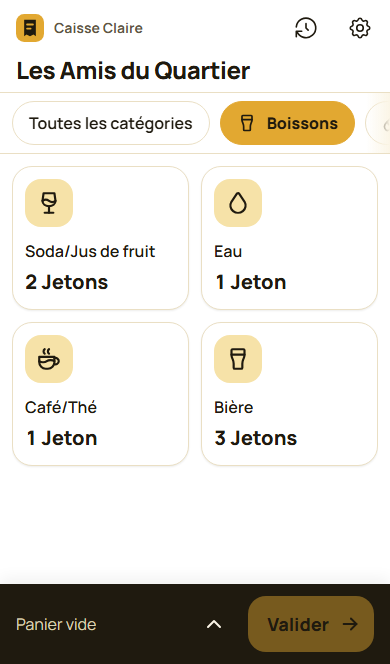 Caisse Claire
Les Amis du Quartier
Toutes les catégories
Boissons
Soda/Jus de fruit
2 Jetons
Eau
1 Jeton
Café/Thé
1 Jeton
Bière
3 Jetons
Panier vide
Valider